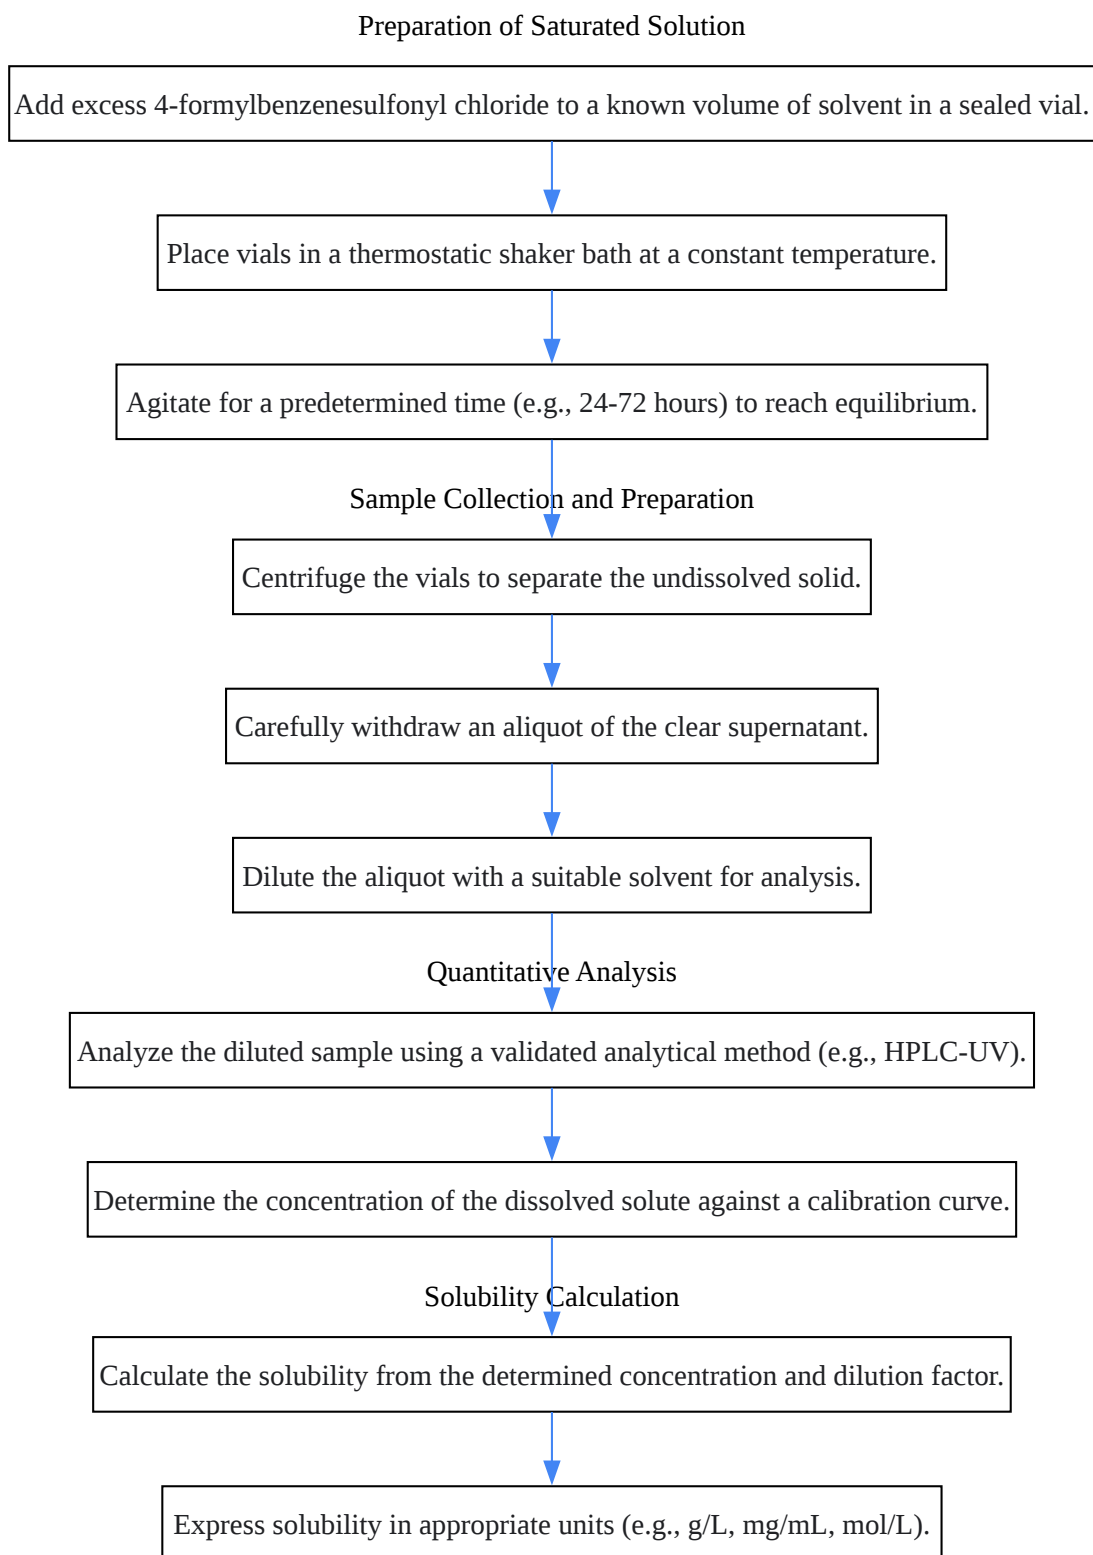 Preparation of Saturated Solution
Add excess 4-formylbenzenesulfonyl chloride to a known volume of solvent in a sealed vial.
Place vials in a thermostatic shaker bath at a constant temperature.
Agitate for a predetermined time (e.g., 24-72 hours) to reach equilibrium.
Sample Collection and Preparation
Centrifuge the vials to separate the undissolved solid.
Carefully withdraw an aliquot of the clear supernatant.
Dilute the aliquot with a suitable solvent for analysis.
Quantitative Analysis
Analyze the diluted sample using a validated analytical method (e.g., HPLC-UV).
Determine the concentration of the dissolved solute against a calibration curve.
Solubility Calculation
Calculate the solubility from the determined concentration and dilution factor.
Express solubility in appropriate units (e.g., g/L, mg/mL, mol/L).